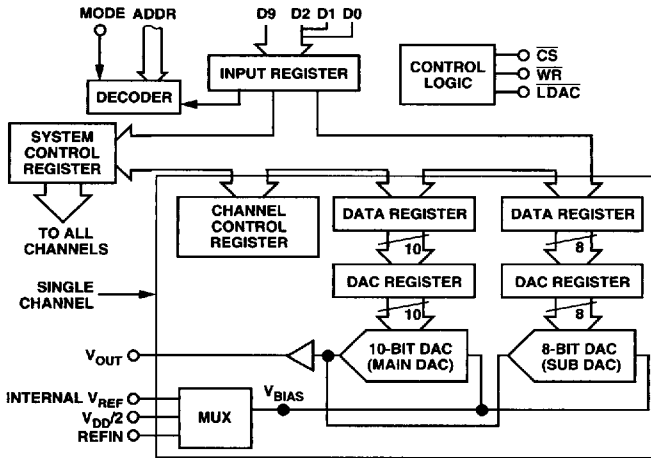 MODE ADDR
D9 D2 D1 D0
INPUT REGISTER
DECODER
CONTROL
LOGIC
CS
WR
LDAC
SYSTEM
CONTROL
REGISTER
TO ALL
CHANNELS
CHANNEL
CONTROL
REGISTER
DATA REGISTER
DATA REGISTER
10
8
DAC REGISTER
DAC REGISTER
10
8
SINGLE
CHANNEL
10-BIT DAC
(MAIN DAC)
8-BIT DAC
(SUB DAC)
VOUT
INTERNAL VREF
VDD/2
REFIN
MUX
VBIAS